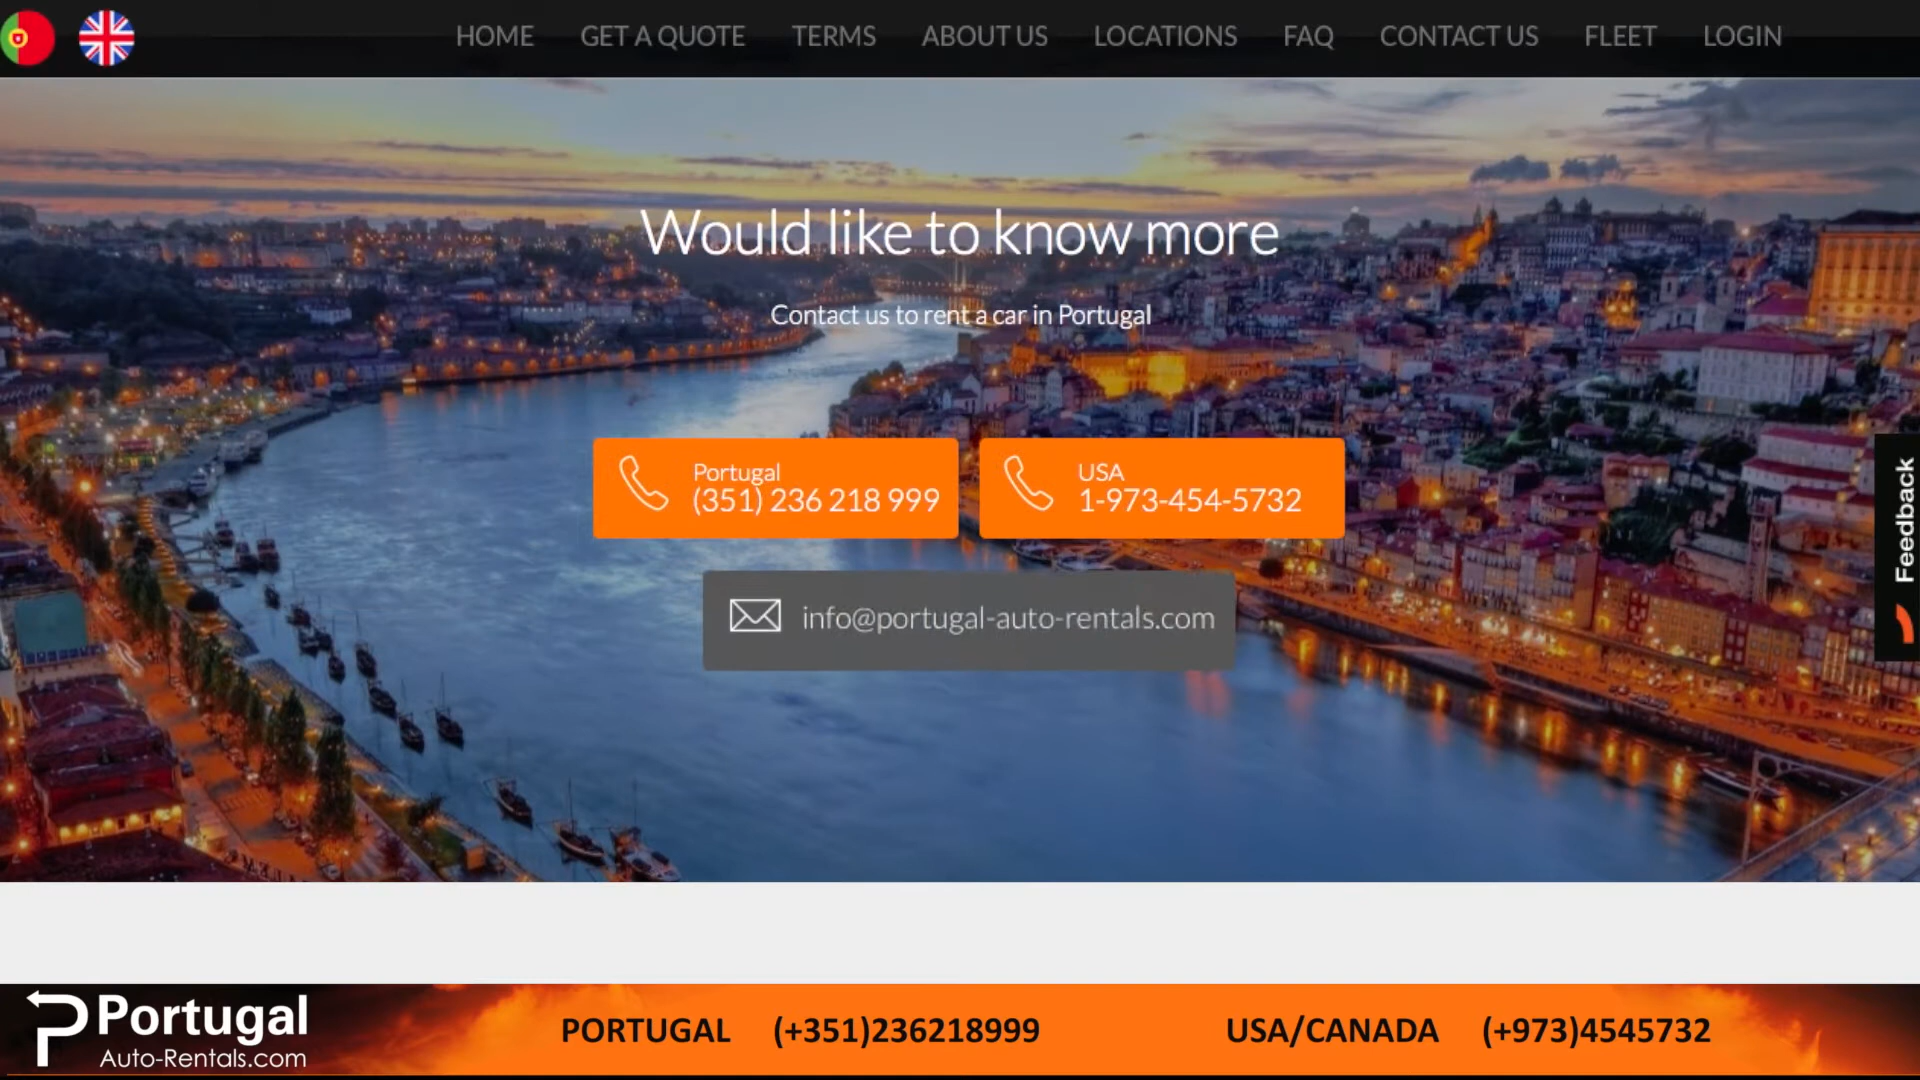 HOME GET A QUOTE TERMS ABOUT US LOCATIONS FAQ CONTACT US FLEET LOGIN
Would like to know more
Contact us to rent a car in Portugal
Portugal
(351) 236 218 999
USA
1-973-454-5732
info@portugal-auto-rentals.com
Feedback
Portugal
Auto-Rentals.com
PORTUGAL (+351)236218999 USA/CANADA (+973)4545732